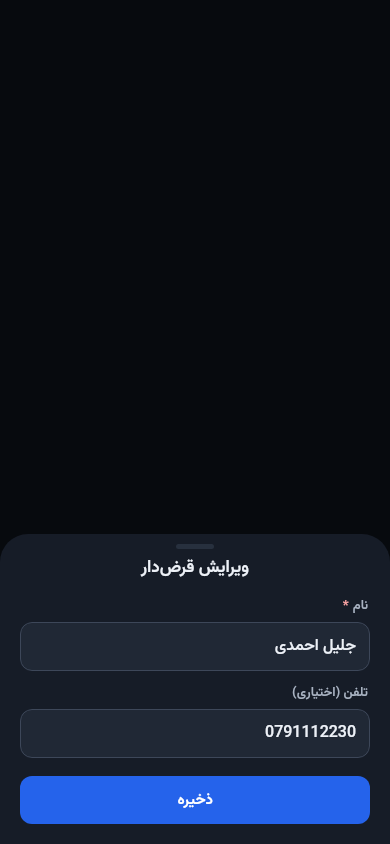 ویرایش قرض‌دار
نام *
جلیل احمدی
تلفن (اختیاری)
0791112230
ذخیره